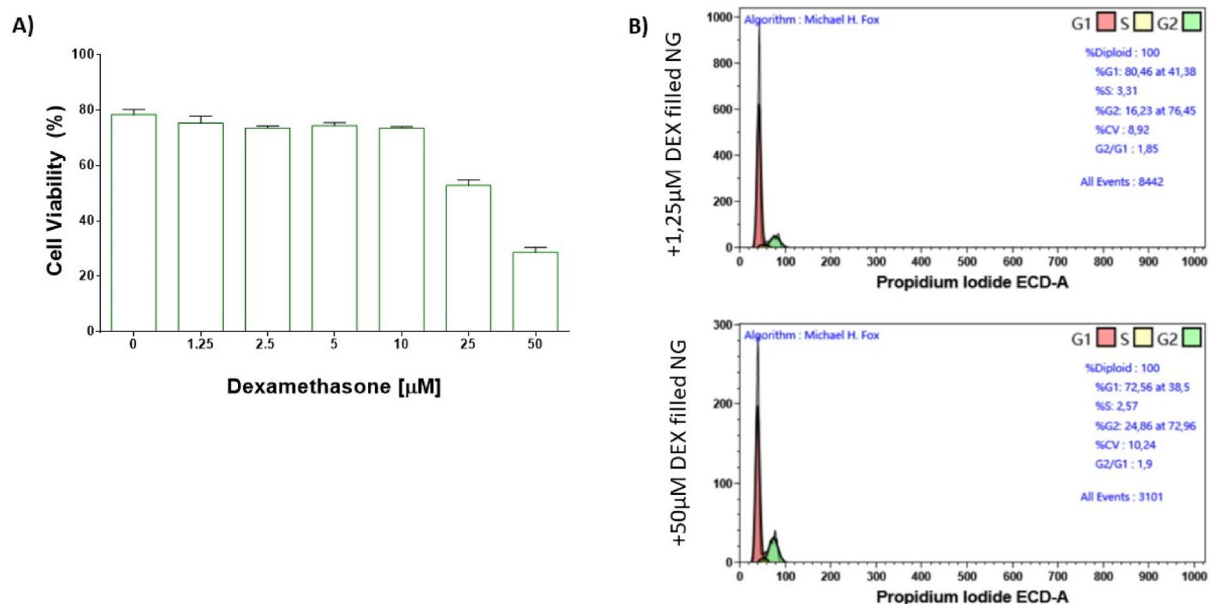 A)
Cell Viability (%)
100
80
60
40
20
0
0 1.25 2.5 5 10 25 50
Dexamethasone [μM]
B)
+1,25μM DEX filled NG
Algorithm : Michael H. Fox
G1 S G2
%Diploid : 100
%G1: 80,46 at 41,38
%S: 3,31
%G2: 16,23 at 76,45
%CV : 8,92
G2/G1 : 1,85
All Events : 8442
1000
800
600
400
200
0
0 100 200 300 400 500 600 700 800 900 1000
Propidium Iodide ECD-A
+50μM DEX filled NG
Algorithm : Michael H. Fox
G1 S G2
%Diploid : 100
%G1: 72,56 at 38,5
%S: 2,57
%G2: 24,86 at 72,96
%CV : 10,24
G2/G1 : 1,9
All Events : 3101
300
200
100
0
0 100 200 300 400 500 600 700 800 900 1000
Propidium Iodide ECD-A